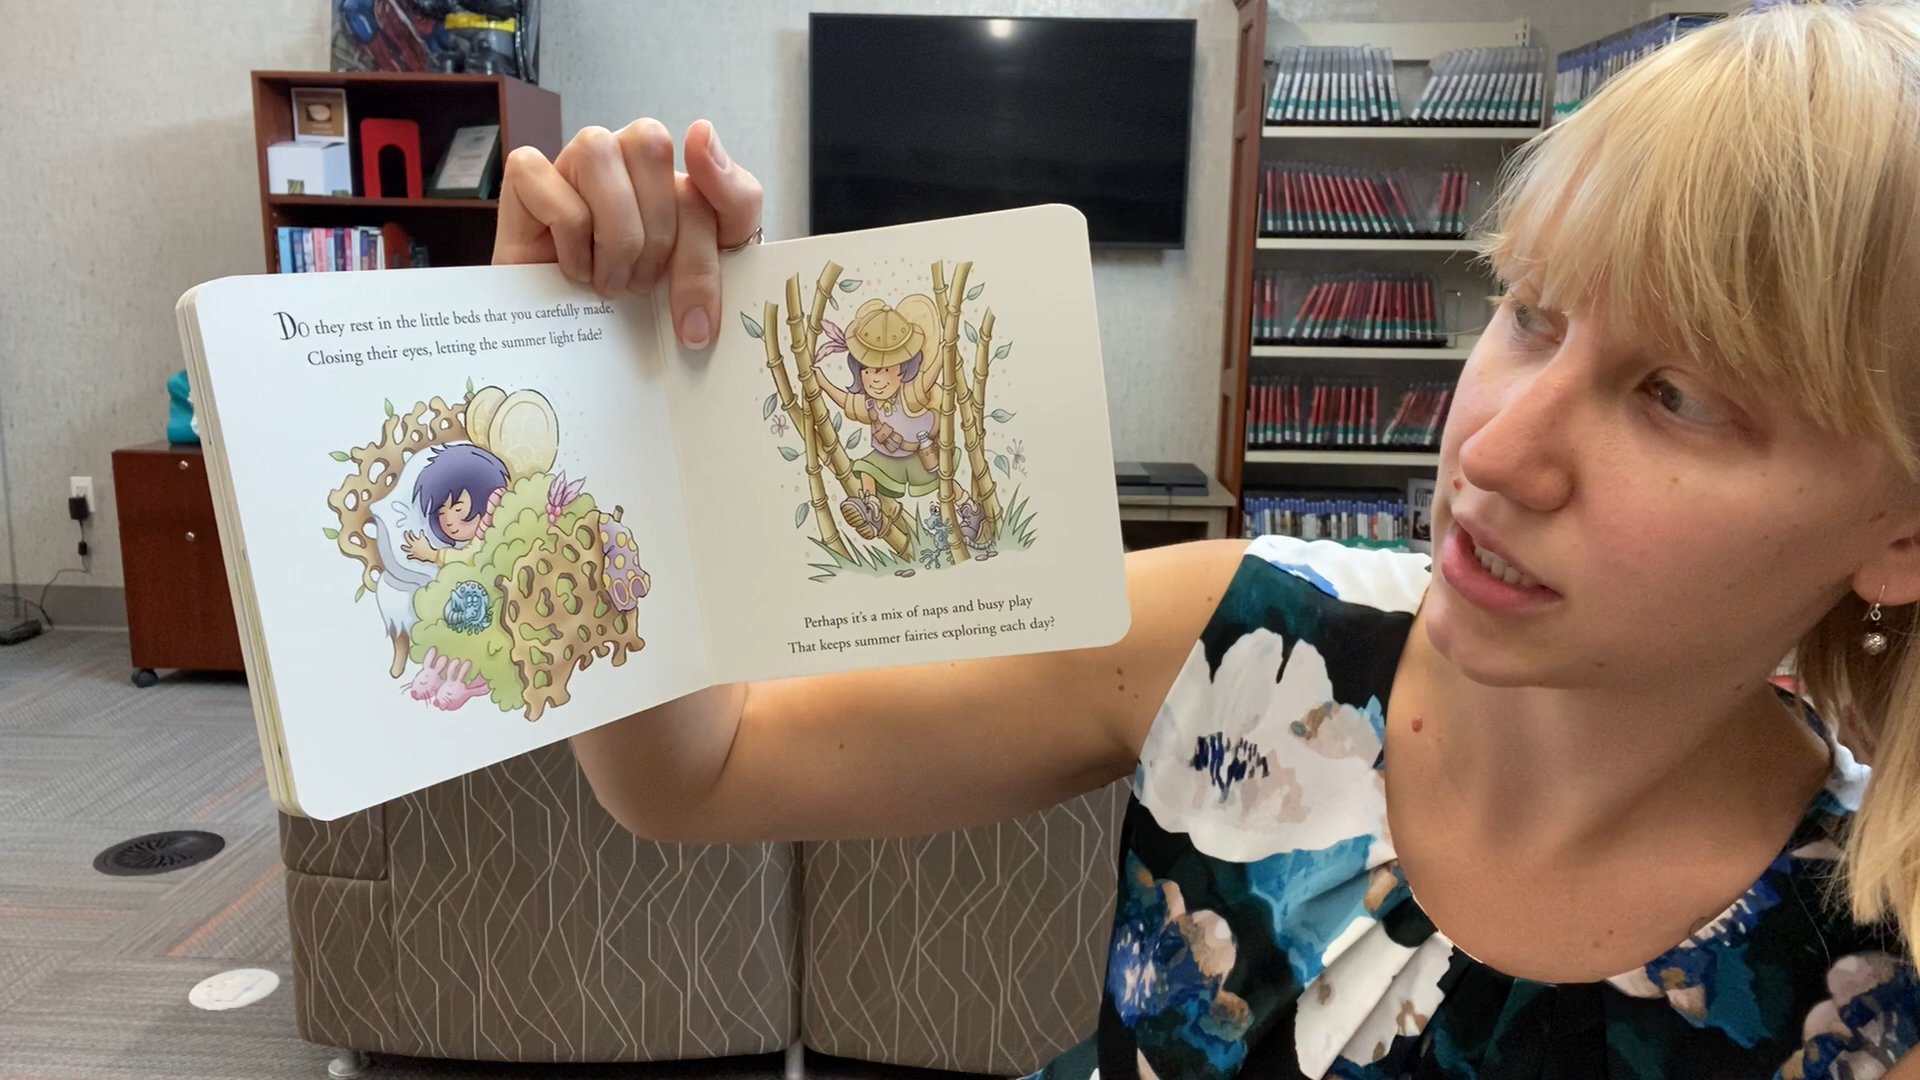 Do they rest in the little beds that you carefully made,
Closing their eyes, letting the summer light fade?
Perhaps it's a mix of naps and busy play
That keeps summer fairies exploring each day?